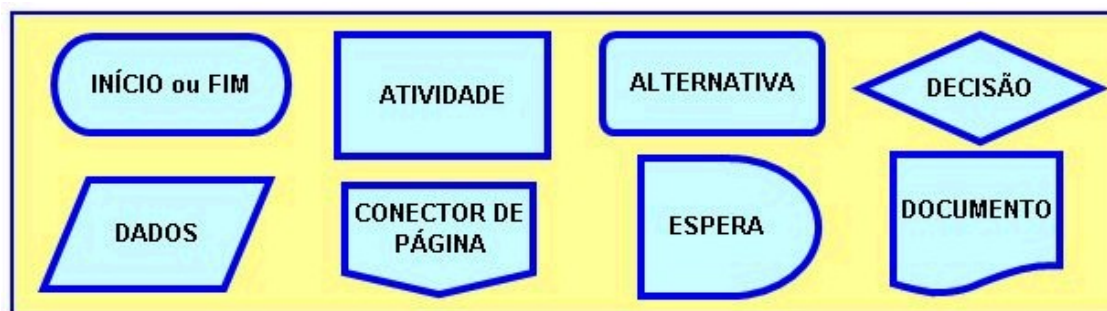 INÍCIO ou FIM
ATIVIDADE
ALTERNATIVA
DECISÃO
DADOS
CONECTOR DE
PÁGINA
ESPERA
DOCUMENTO